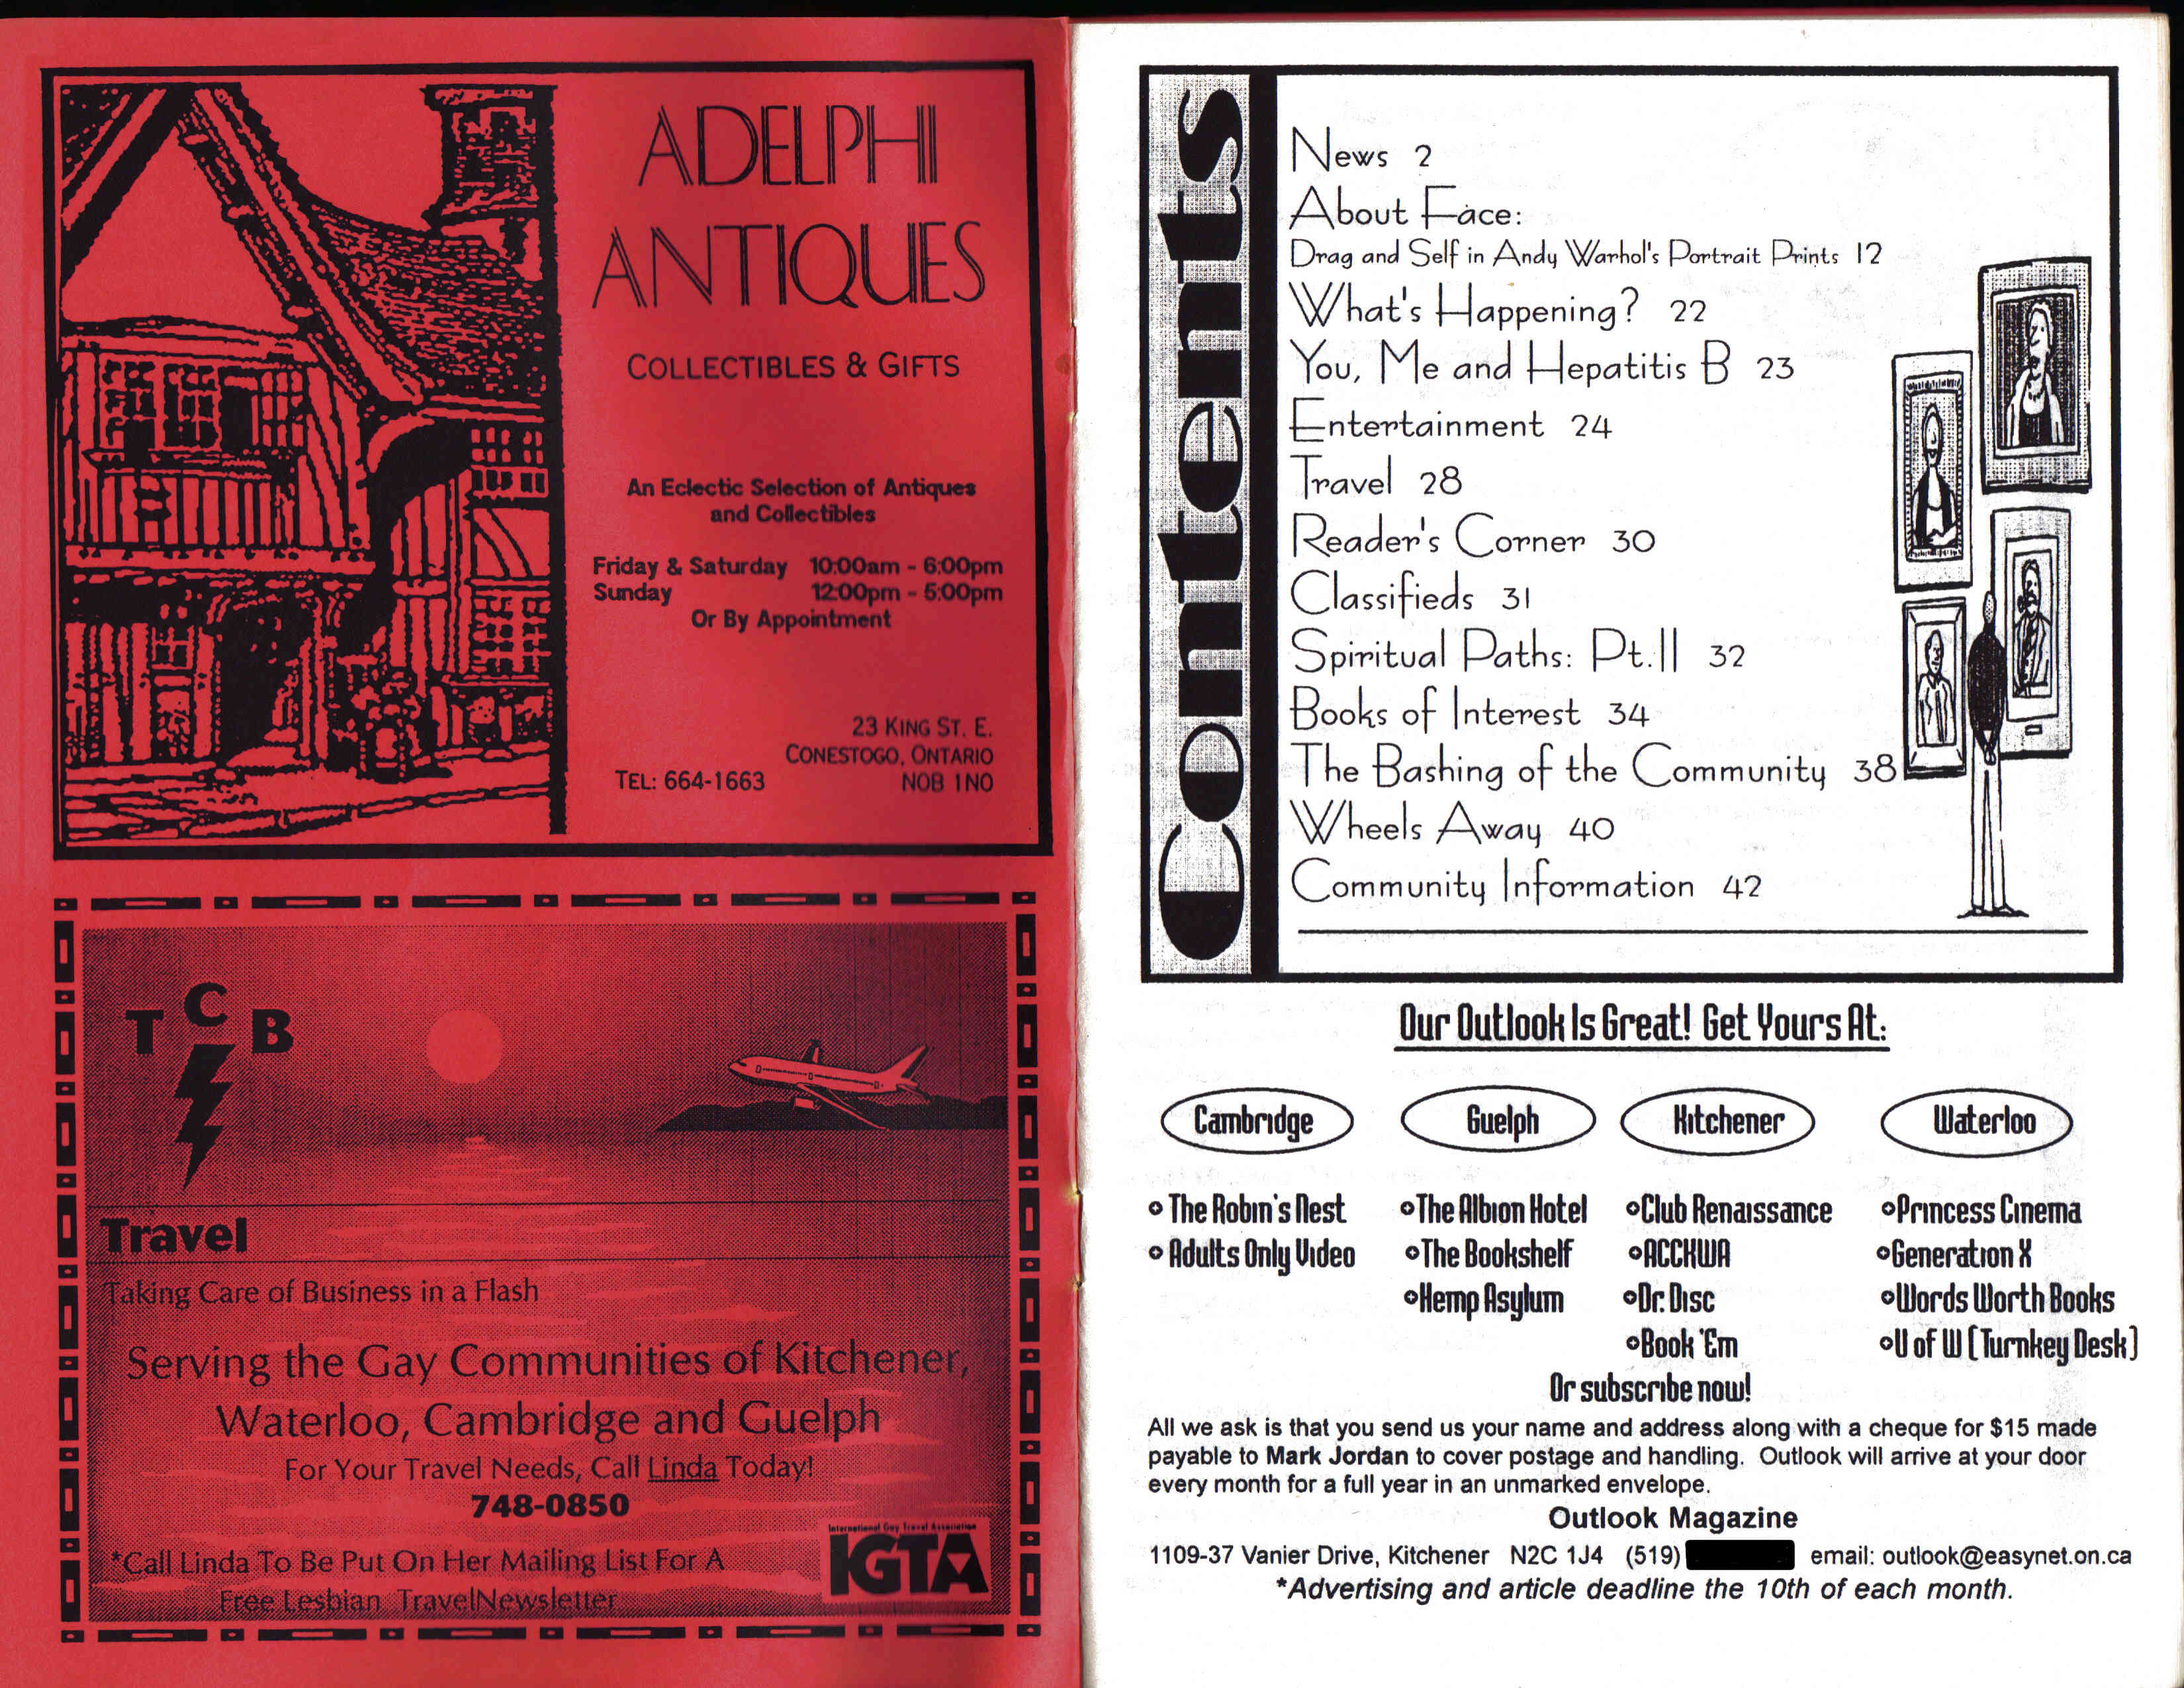 ADELPHI
ANTIQUES
COLLECTIBLES & GIFTS
An Eclectic Selection of Antiques
and Collectibles
Friday & Saturday 10:00am - 6:00pm
Sunday 12:00pm - 5:00pm
Or By Appointment
23 KING ST. E.
CONESTOGO, ONTARIO
TEL: 664-1663 NOB 1NO
T C B
Travel
Taking Care of Business in a Flash
Serving the Gay Communities of Kitchener,
Waterloo, Cambridge and Guelph
For Your Travel Needs, Call Linda Today!
748-0850
*Call Linda To Be Put On Her Mailing List For A
Free Lesbian TravelNewsletter
International Gay Travel Association
IGTA
Contents
News 2
About Face:
Drag and Self in Andy Warhol's Portrait Prints 12
What's Happening? 22
You, Me and Hepatitis B 23
Entertainment 24
Travel 28
Reader's Corner 30
Classifieds 31
Spiritual Paths: Pt.II 32
Books of Interest 34
The Bashing of the Community 38
Wheels Away 40
Community Information 42
Our Outlook Is Great! Get Yours At:
Cambridge Guelph Kitchener Waterloo
The Robin's Nest The Albion Hotel Club Renaissance Princess Cinema
Adults Only Video The Bookshelf ACCKWA Generation X
Hemp Asylum Dr. Disc Words Worth Books
Book 'Em U of W (Turnkey Desk)
Or subscribe now!
All we ask is that you send us your name and address along with a cheque for $15 made
payable to Mark Jordan to cover postage and handling. Outlook will arrive at your door
every month for a full year in an unmarked envelope.
Outlook Magazine
1109-37 Vanier Drive, Kitchener N2C 1J4 (519) email: outlook@easynet.on.ca
*Advertising and article deadline the 10th of each month.